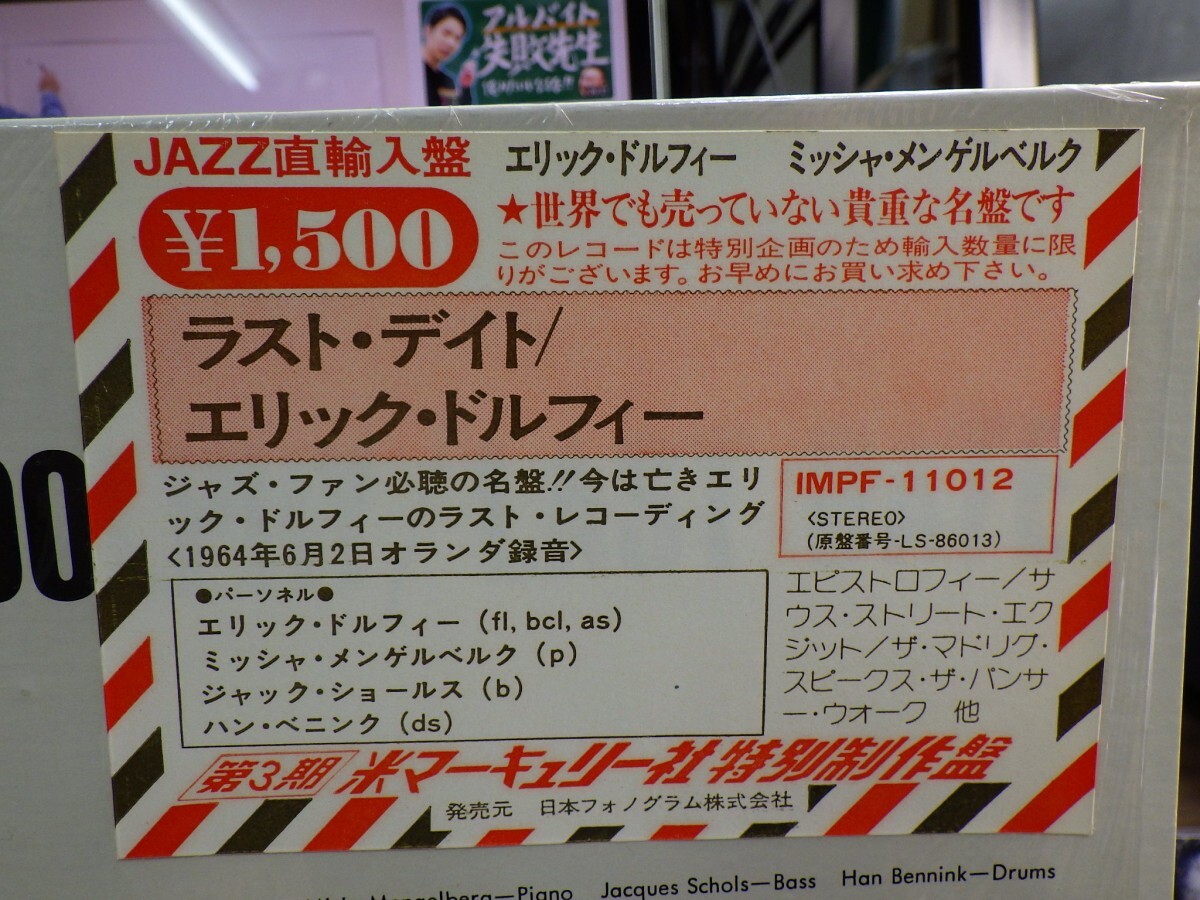 アルバイト
失敗先生
JAZZ直輸入盤
エリック・ドルフィー ミッシャ・メンゲルベルク
¥1,500
★世界でも売っていない貴重な名盤です
このレコードは特別企画のため輸入数量に限
りがございます。お早めにお買い求め下さい。
ラスト・デイト/
エリック・ドルフィー
ジャズ・ファン必聴の名盤!!今は亡きエリ
ック・ドルフィーのラスト・レコーディング
<1964年6月2日オランダ録音>
IMPF-11012
<STEREO>
(原盤番号-LS-86013)
●パーソネル●
エリック・ドルフィー (fl, bcl, as)
ミッシャ・メンゲルベルク (p)
ジャック・ショールス (b)
ハン・ベニンク (ds)
エピストロフィー/サ
ウス・ストリート・エク
ジット/ザ・マドリグ・
スピークス・ザ・パンサ
ー・ウオーク 他
第3期 米マーキュリー社特別制作盤
発売元 日本フォノグラム株式会社
Mengelberg—Piano Jacques Schols—Bass Han Bennink—Drums